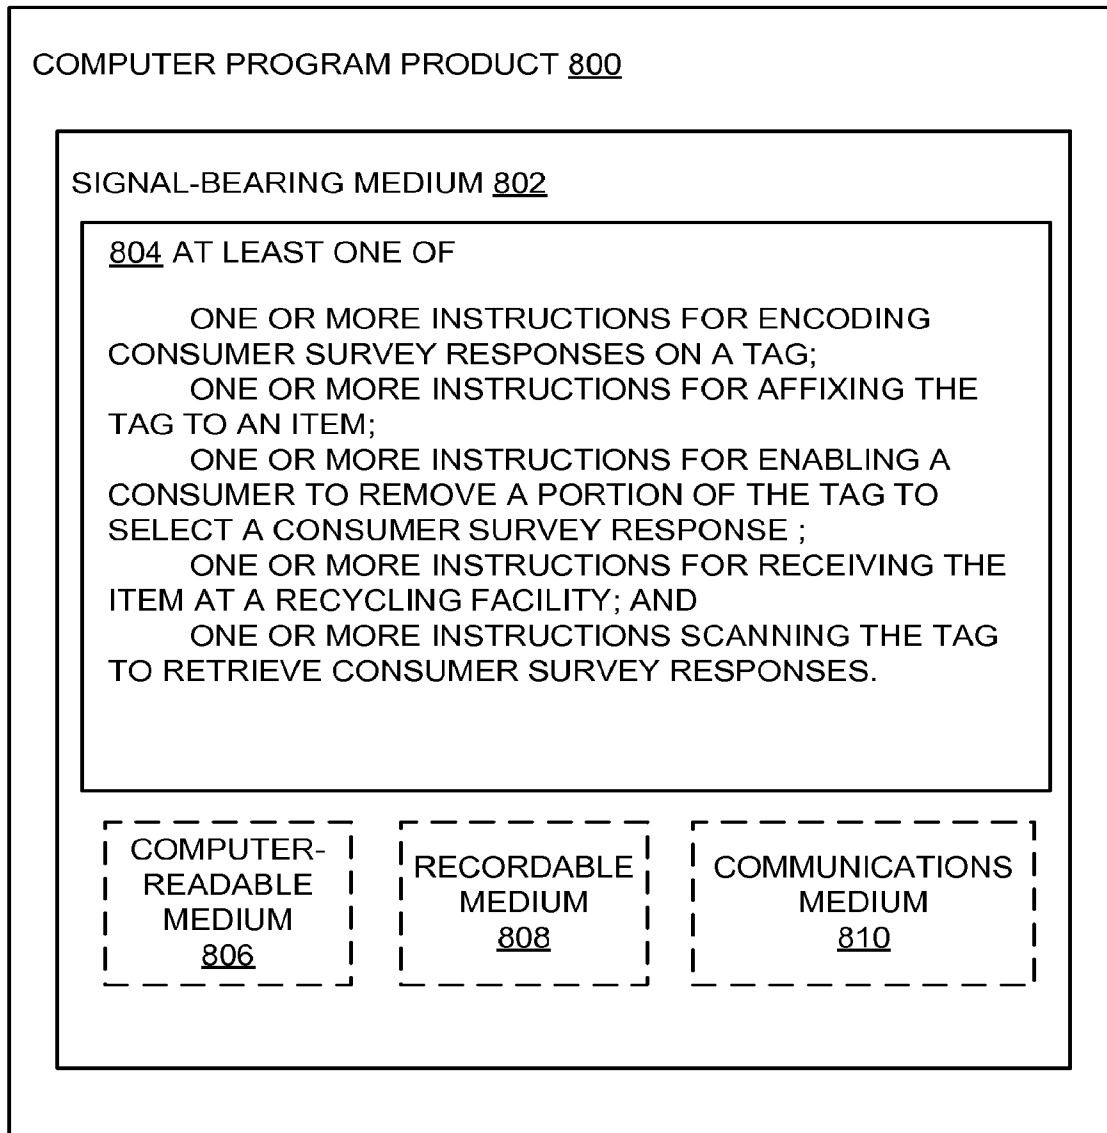 COMPUTER PROGRAM PRODUCT 800
SIGNAL-BEARING MEDIUM 802
804 AT LEAST ONE OF
ONE OR MORE INSTRUCTIONS FOR ENCODING
CONSUMER SURVEY RESPONSES ON A TAG;
ONE OR MORE INSTRUCTIONS FOR AFFIXING THE
TAG TO AN ITEM;
ONE OR MORE INSTRUCTIONS FOR ENABLING A
CONSUMER TO REMOVE A PORTION OF THE TAG TO
SELECT A CONSUMER SURVEY RESPONSE ;
ONE OR MORE INSTRUCTIONS FOR RECEIVING THE
ITEM AT A RECYCLING FACILITY; AND
ONE OR MORE INSTRUCTIONS SCANNING THE TAG
TO RETRIEVE CONSUMER SURVEY RESPONSES.
COMPUTER-
READABLE
MEDIUM
806
RECORDABLE
MEDIUM
808
COMMUNICATIONS
MEDIUM
810